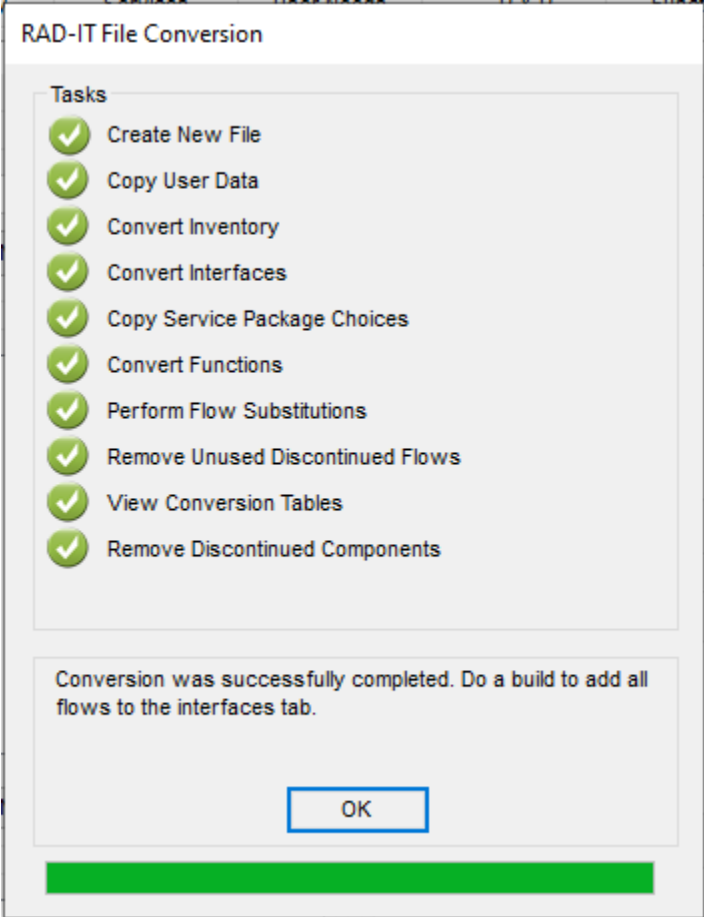 RAD-IT File Conversion
Tasks
Create New File
Copy User Data
Convert Inventory
Convert Interfaces
Copy Service Package Choices
Convert Functions
Perform Flow Substitutions
Remove Unused Discontinued Flows
View Conversion Tables
Remove Discontinued Components
Conversion was successfully completed. Do a build to add all
flows to the interfaces tab.
OK